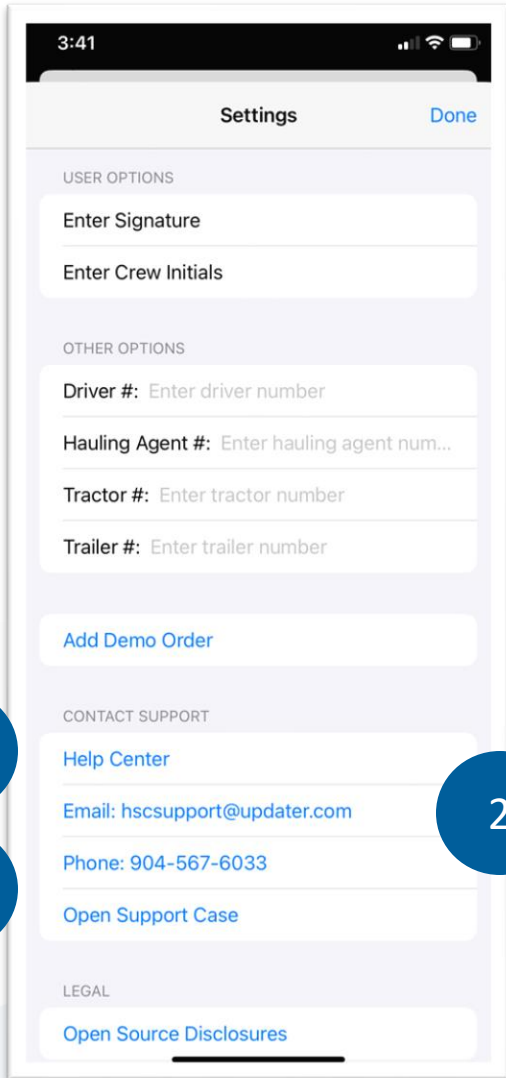 3:41
Settings
Done
USER OPTIONS
Enter Signature
Enter Crew Initials
OTHER OPTIONS
Driver #: Enter driver number
Hauling Agent #: Enter hauling agent num...
Tractor #: Enter tractor number
Trailer #: Enter trailer number
Add Demo Order
CONTACT SUPPORT
Help Center
Email: hscsupport@updater.com
2
Phone: 904-567-6033
Open Support Case
LEGAL
Open Source Disclosures